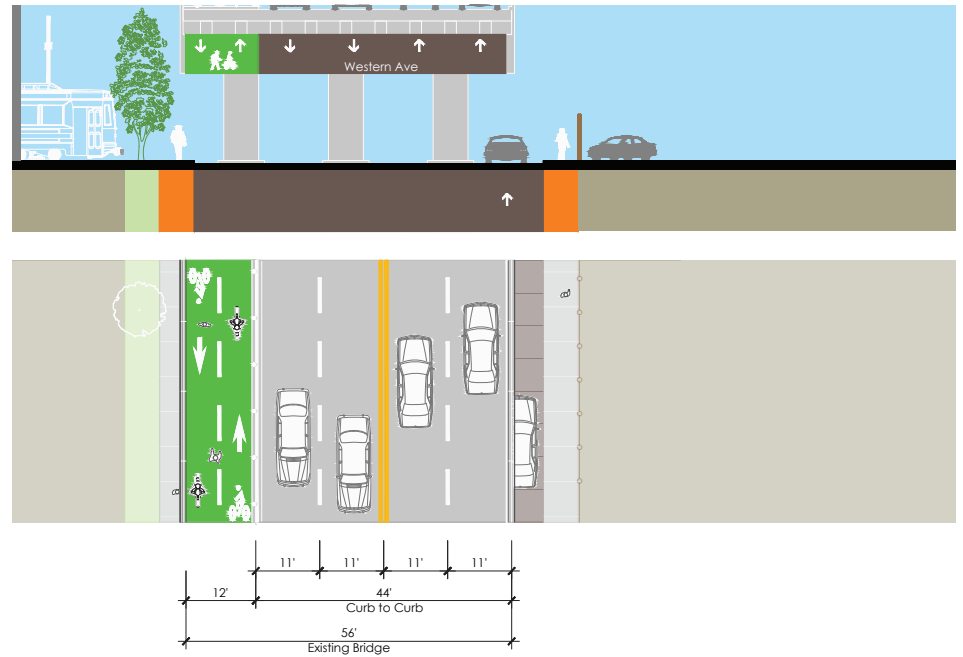 Western Ave
11' 11' 11' 11'
12' 44'
Curb to Curb
56'
Existing Bridge